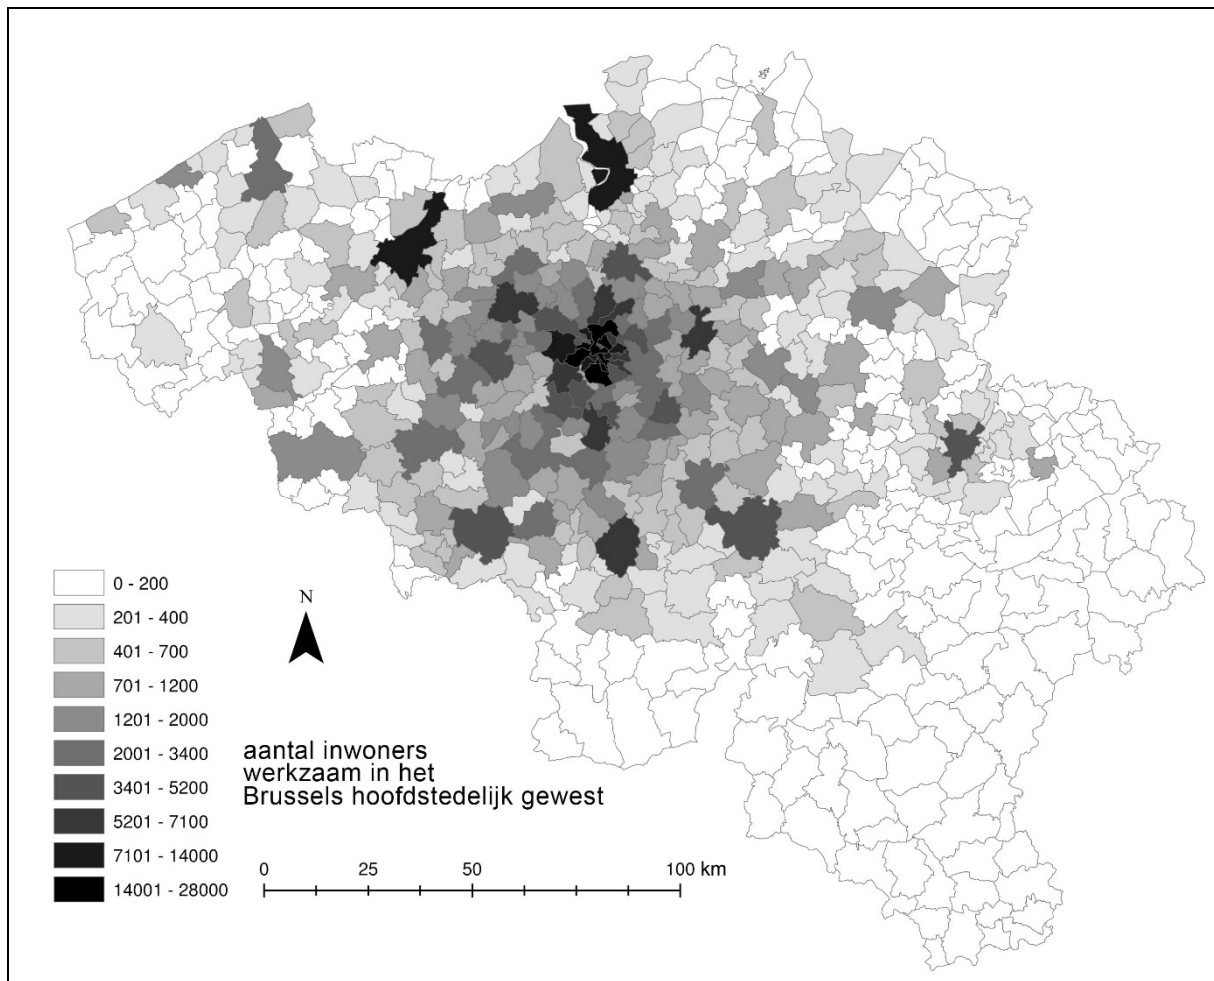 N
0 - 200
201 - 400
401 - 700
701 - 1200
1201 - 2000
2001 - 3400
3401 - 5200
5201 - 7100
7101 - 14000
14001 - 28000
aantal inwoners
werkzaam in het
Brussels hoofdstedelijk gewest
0 25 50 100 km